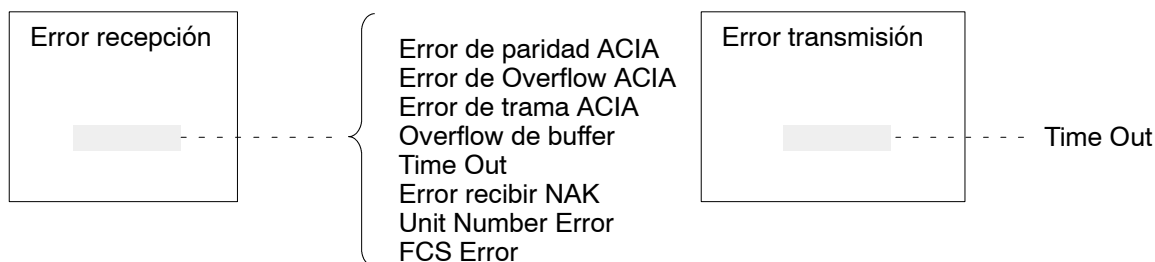 Error recepción
Error de paridad ACIA
Error de Overflow ACIA
Error de trama ACIA
Overflow de buffer
Time Out
Error recibir NAK
Unit Number Error
FCS Error
Error transmisión
Time Out